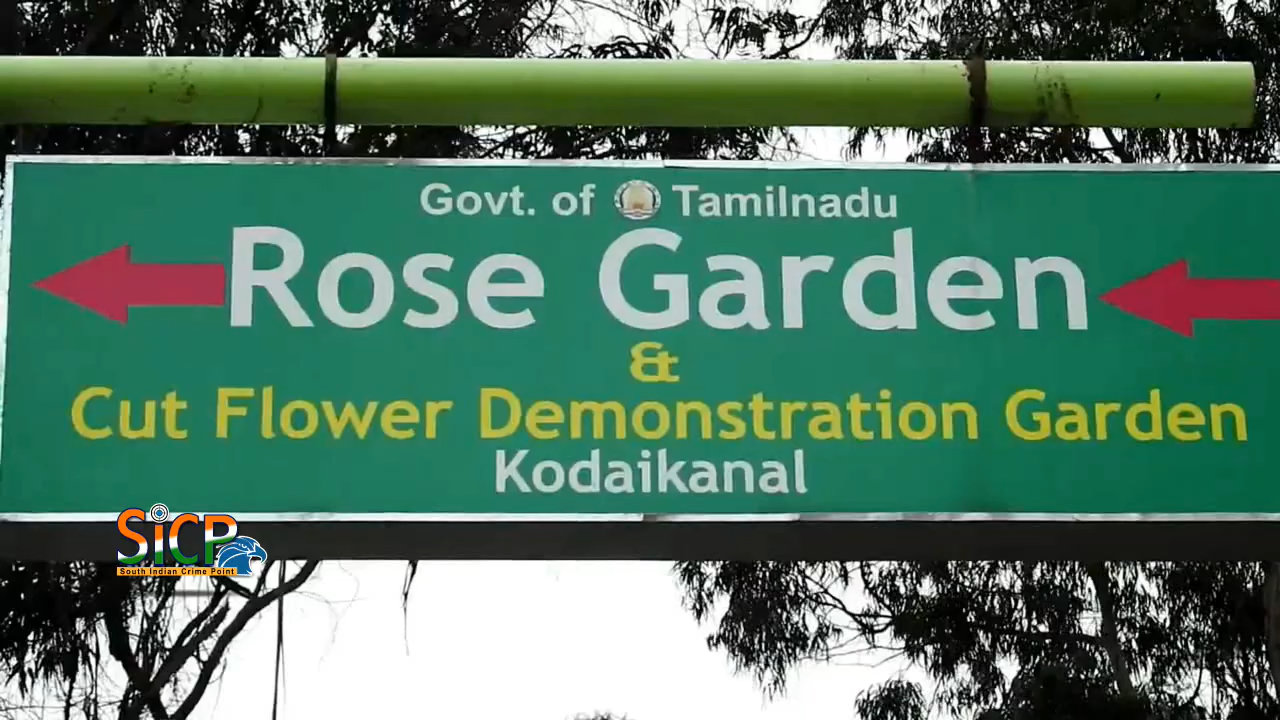 Govt. of Tamilnadu
Rose Garden
&
Cut Flower Demonstration Garden
Kodaikanal
SiCP
South Indian Crime Point